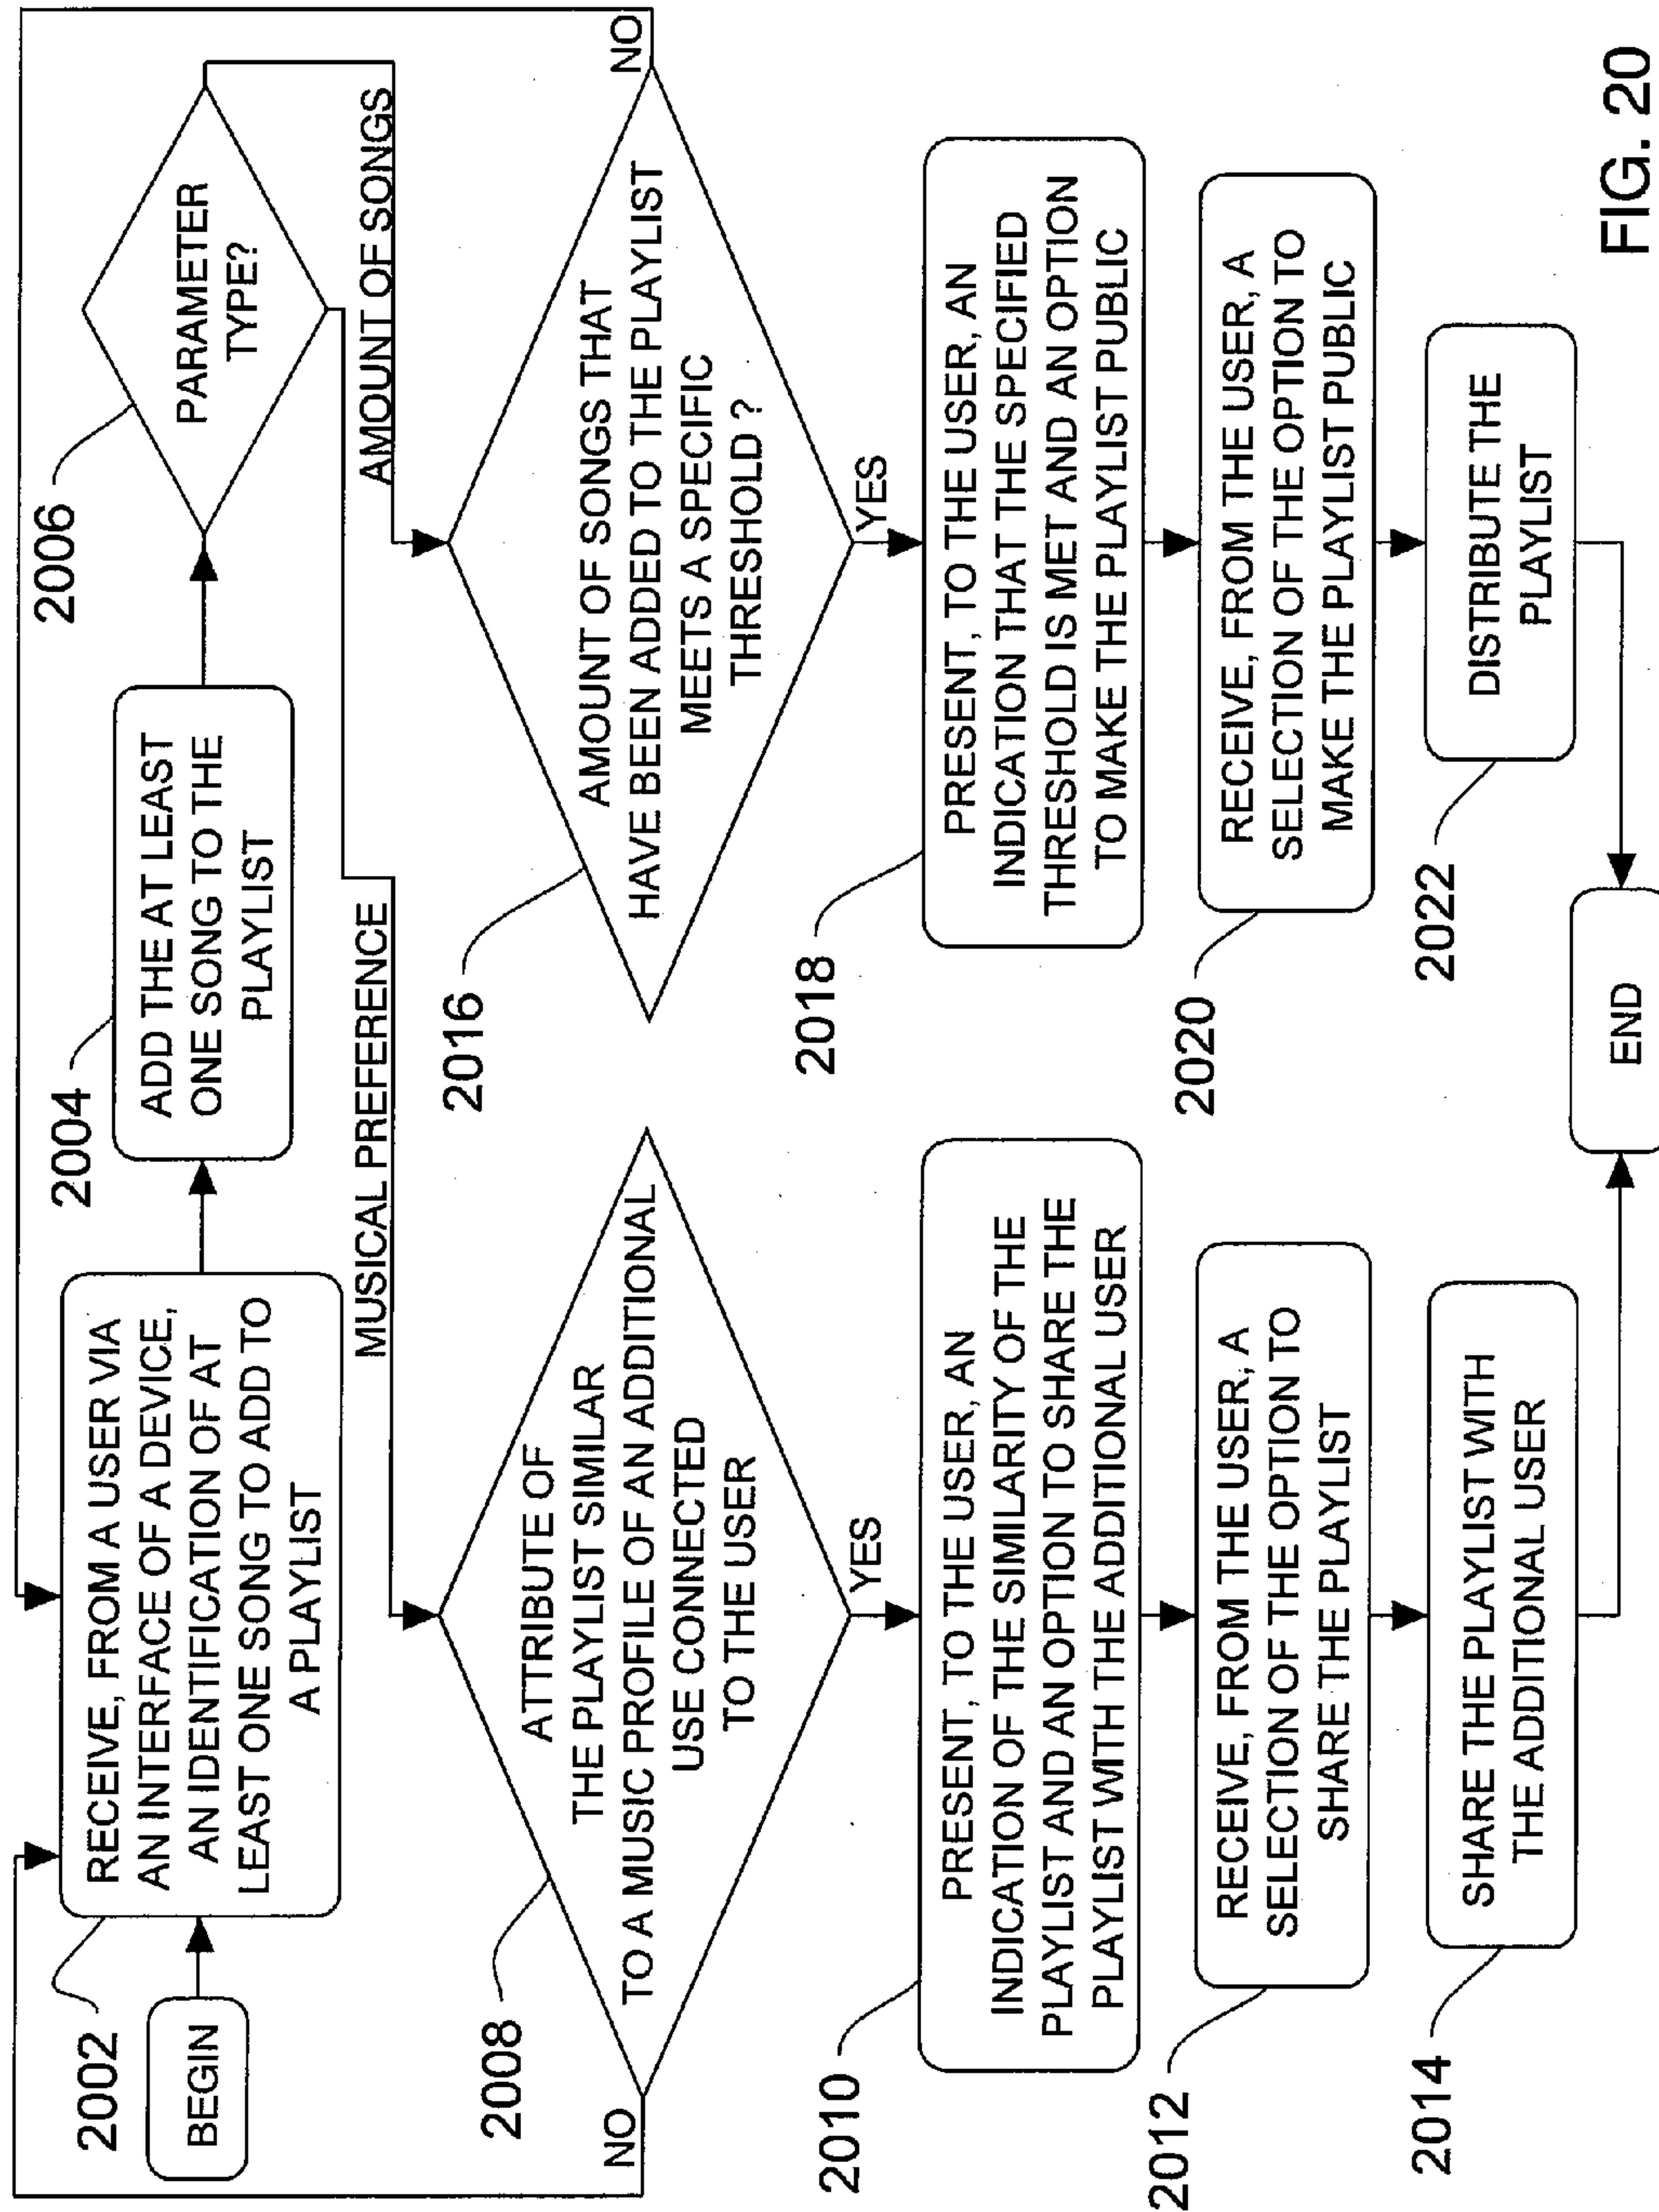 BEGIN
2002
RECEIVE, FROM A USER VIA
AN INTERFACE OF A DEVICE,
AN IDENTIFICATION OF AT
LEAST ONE SONG TO ADD TO
A PLAYLIST
2004
ADD THE AT LEAST
ONE SONG TO THE
PLAYLIST
2006
PARAMETER
TYPE?
MUSICAL PREFERENCE
AMOUNT OF SONGS
2008
ATTRIBUTE OF
THE PLAYLIST SIMILAR
TO A MUSIC PROFILE OF AN ADDITIONAL
USE CONNECTED
TO THE USER
NO
YES
2010
PRESENT, TO THE USER, AN
INDICATION OF THE SIMILARITY OF THE
PLAYLIST AND AN OPTION TO SHARE THE
PLAYLIST WITH THE ADDITIONAL USER
2012
RECEIVE, FROM THE USER, A
SELECTION OF THE OPTION TO
SHARE THE PLAYLIST
2014
SHARE THE PLAYLIST WITH
THE ADDITIONAL USER
2016
AMOUNT OF SONGS THAT
HAVE BEEN ADDED TO THE PLAYLIST
MEETS A SPECIFIC
THRESHOLD ?
NO
YES
2018
PRESENT, TO THE USER, AN
INDICATION THAT THE SPECIFIED
THRESHOLD IS MET AND AN OPTION
TO MAKE THE PLAYLIST PUBLIC
2020
RECEIVE, FROM THE USER, A
SELECTION OF THE OPTION TO
MAKE THE PLAYLIST PUBLIC
2022
DISTRIBUTE THE
PLAYLIST
END
FIG. 20